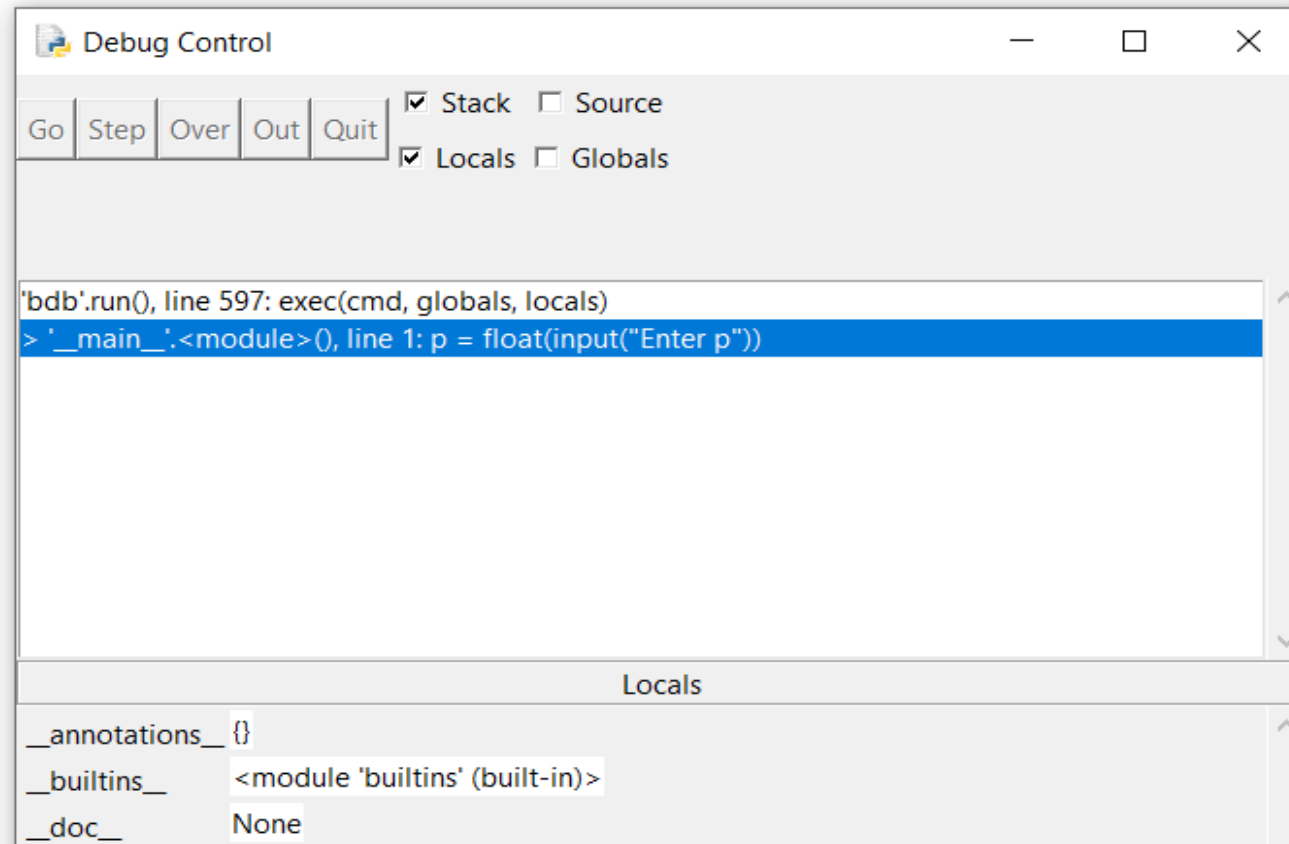 Debug Control
Go Step Over Out Quit
Stack Source
Locals Globals
'bdb'.run(), line 597: exec(cmd, globals, locals)
> '__main__'.<module>(), line 1: p = float(input("Enter p"))
Locals
__annotations__ {}
__builtins__ <module 'builtins' (built-in)>
__doc__ None